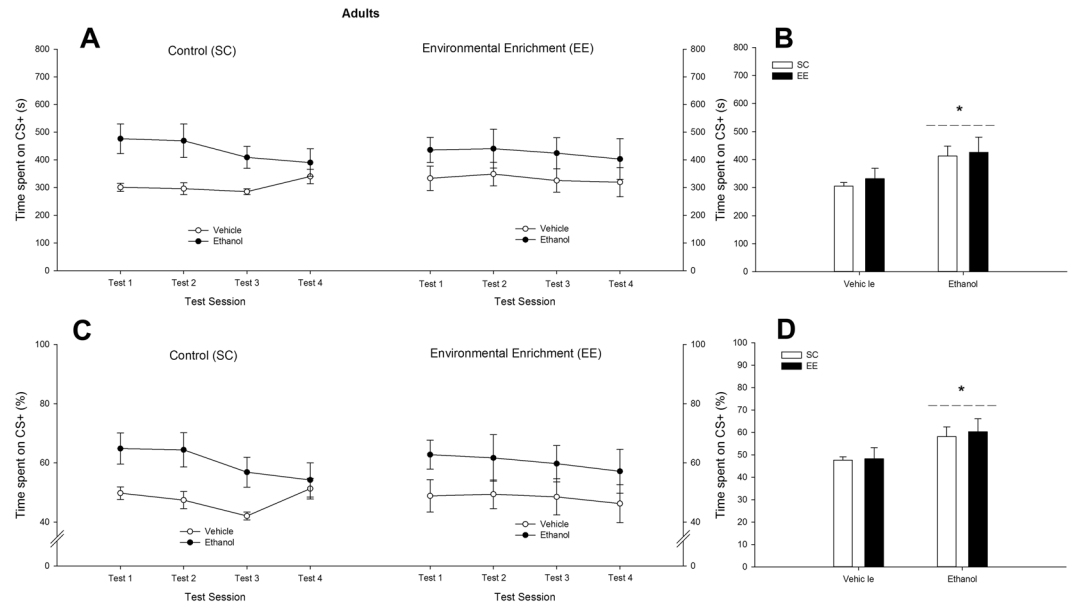 Adults
A
Control (SC)
Environmental Enrichment (EE)
Time spent on CS+ (s)
800
700
600
500
400
300
200
100
0
Vehicle
Ethanol
Test 1
Test 2
Test 3
Test 4
Test Session
Vehicle
Ethanol
Test 1
Test 2
Test 3
Test 4
Test Session
800
700
600
500
400
300
200
100
0
B
Time spent on CS+ (s)
800
700
600
500
400
300
200
100
0
SC
EE
*
Vehic le
Ethanol
C
Control (SC)
Environmental Enrichment (EE)
Time spent on CS+ (%)
100
80
60
40
0
Vehicle
Ethanol
Test 1
Test 2
Test 3
Test 4
Test Session
Vehicle
Ethanol
Test 1
Test 2
Test 3
Test 4
Test Session
100
80
60
40
0
D
Time spent on CS+ (%)
100
90
80
70
60
50
40
30
20
10
0
SC
EE
*
Vehic le
Ethanol